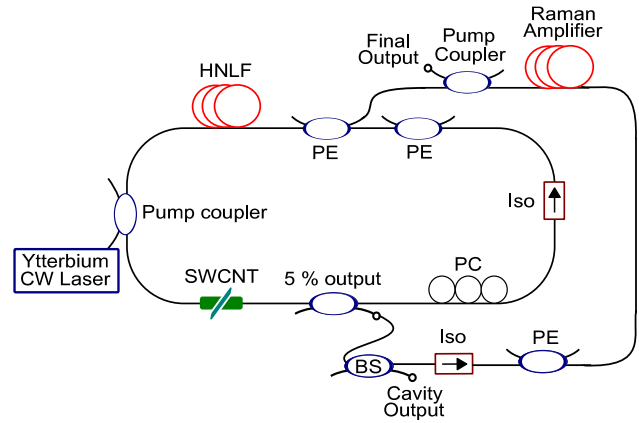 Raman
Amplifier
Pump
Coupler
Final
Output
HNLF
PE
PE
Iso
Pump coupler
Ytterbium
CW Laser
SWCNT
5 % output
PC
Iso
PE
BS
Cavity
Output